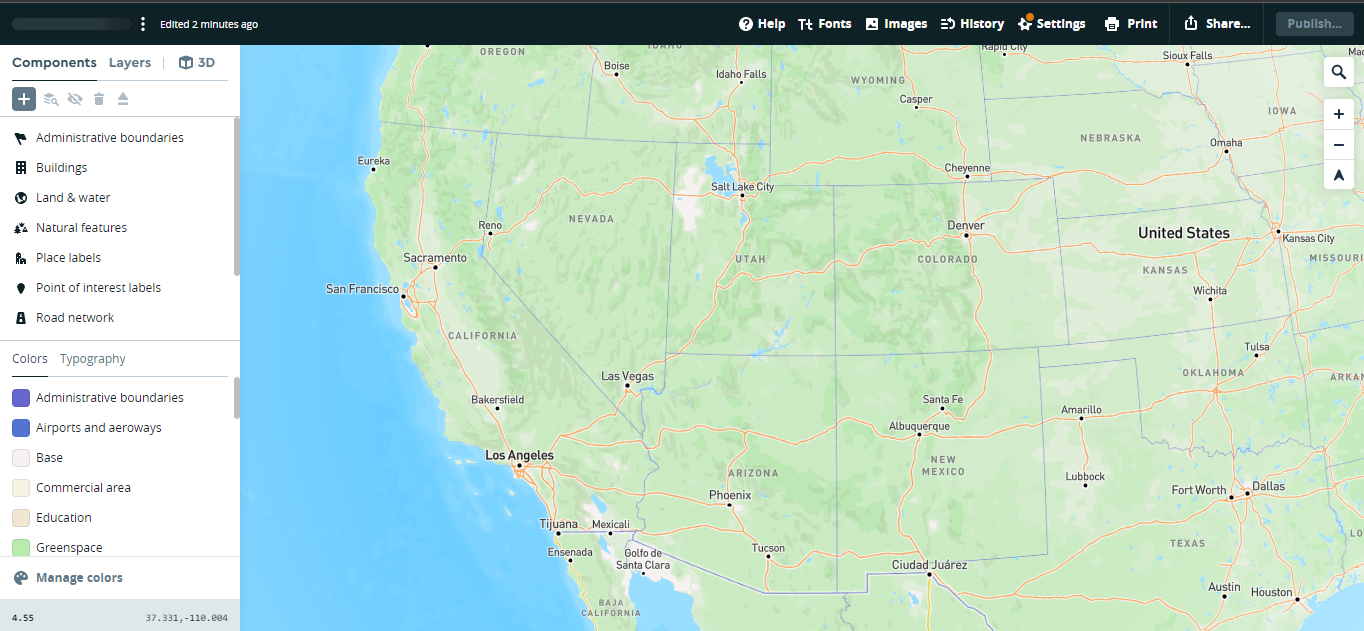 Edited 2 minutes ago
Help
Fonts
Images
History
Settings
Print
Share...
Publish...
Components
Layers
3D
Administrative boundaries
Buildings
Land & water
Natural features
Place labels
Point of interest labels
Road network
Colors
Typography
Administrative boundaries
Airports and aeroways
Base
Commercial area
Education
Greenspace
Manage colors
4.55
37.331,-110.004
OREGON
IDAHO
Rapid City
Sioux Falls
Boise
Idaho Falls
WYOMING
Casper
IOWA
NEBRASKA
Omaha
Eureka
Cheyenne
Salt Lake City
NEVADA
Reno
Denver
United States
Kansas City
Sacramento
UTAH
COLORADO
KANSAS
MISSOURI
San Francisco
Wichita
CALIFORNIA
Tulsa
Las Vegas
OKLAHOMA
ARKAN
Bakersfield
Santa Fe
Amarillo
Albuquerque
Los Angeles
NEW
MEXICO
ARIZONA
Lubbock
Phoenix
Fort Worth
Dallas
Tijuana
Mexicali
LO
Ensenada
Golfo de
Santa Clara
Tucson
TEXAS
Ciudad Juárez
Austin
Houston
BAJA
CALIFORNIA